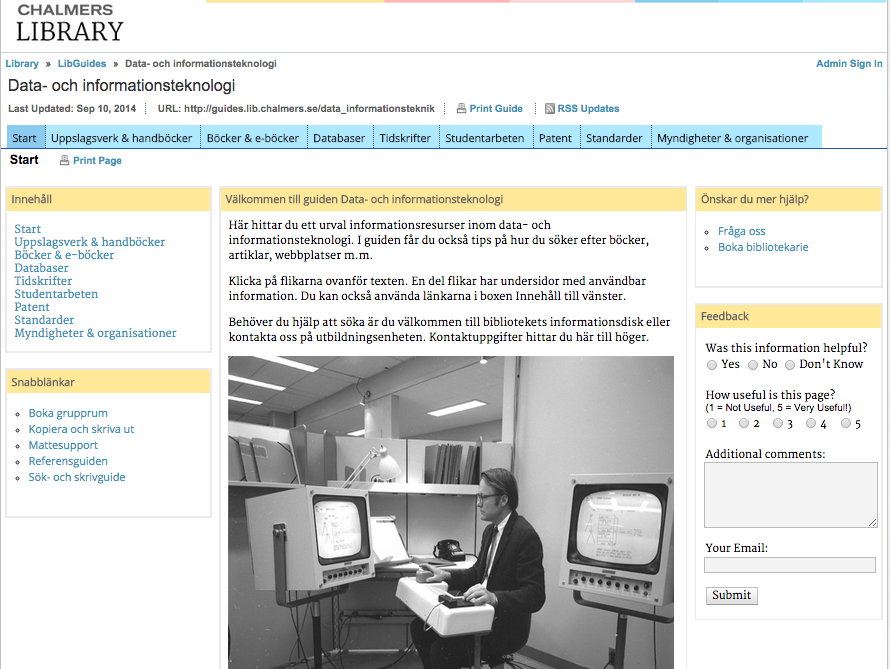 CHALMERS
LIBRARY
Library » LibGuides » Data- och informationsteknologi
Admin Sign In
Data- och informationsteknologi
Last Updated: Sep 10, 2014 URL: http://guides.lib.chalmers.se/data_informationsteknik Print Guide RSS Updates
Start Uppslagsverk & handböcker Böcker & e-böcker Databaser Tidskrifter Studentarbeten Patent Standarder Myndigheter & organisationer
Start Print Page
Innehåll
Start
Uppslagsverk & handböcker
Böcker & e-böcker
Databaser
Tidskrifter
Studentarbeten
Patent
Standarder
Myndigheter & organisationer
Snabblänkar
Boka grupprum
Kopiera och skriva ut
Mattesupport
Referensguiden
Sök- och skrivguide
Välkommen till guiden Data- och informationsteknologi
Här hittar du ett urval informationsresurser inom data- och
informationsteknologi. I guiden får du också tips på hur du söker efter böcker,
artiklar, webbplatser m.m.
Klicka på flikarna ovanför texten. En del flikar har undersidor med användbar
information. Du kan också använda länkarna i boxen Innehåll till vänster.
Behöver du hjälp att söka är du välkommen till bibliotekets informationsdisk eller
kontakta oss på utbildningsenheten. Kontaktuppgifter hittar du här till höger.
Önskar du mer hjälp?
Fråga oss
Boka bibliotekarie
Feedback
Was this information helpful?
Yes No Don't Know
How useful is this page?
(1 = Not Useful, 5 = Very Useful!)
1 2 3 4 5
Additional comments:
Your Email:
Submit